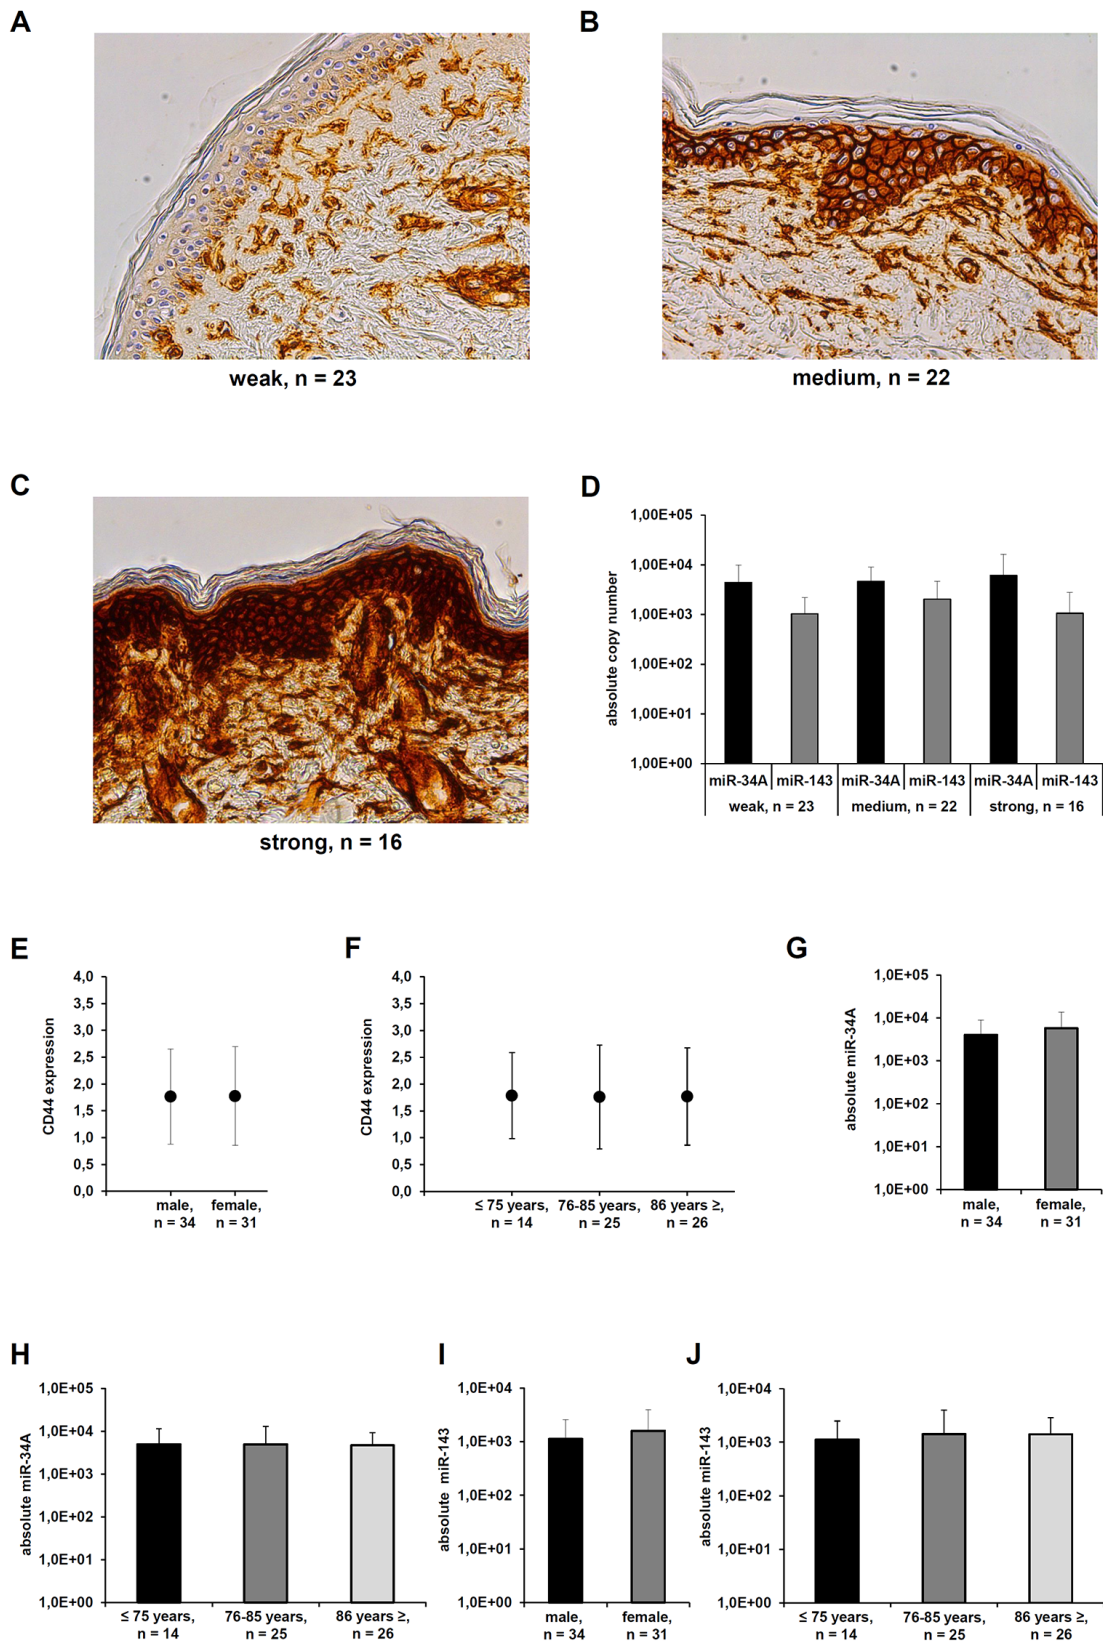 A
B
weak, n = 23
medium, n = 22
C
strong, n = 16
D
absolute copy number
1,00E+05
1,00E+04
1,00E+03
1,00E+02
1,00E+01
1,00E+00
miR-34A miR-143 miR-34A miR-143 miR-34A miR-143
weak, n = 23 medium, n = 22 strong, n = 16
E
CD44 expression
4,0
3,5
3,0
2,5
2,0
1,5
1,0
0,5
0,0
male, female,
n = 34 n = 31
F
CD44 expression
4,0
3,5
3,0
2,5
2,0
1,5
1,0
0,5
0,0
≤ 75 years, 76-85 years, 86 years ≥,
n = 14 n = 25 n = 26
G
absolute miR-34A
1,0E+05
1,0E+04
1,0E+03
1,0E+02
1,0E+01
1,0E+00
male, female,
n = 34 n = 31
H
absolute miR-34A
1,0E+05
1,0E+04
1,0E+03
1,0E+02
1,0E+01
1,0E+00
≤ 75 years, 76-85 years, 86 years ≥,
n = 14 n = 25 n = 26
I
absolute miR-143
1,0E+04
1,0E+03
1,0E+02
1,0E+01
1,0E+00
male, female,
n = 34 n = 31
J
absolute miR-143
1,0E+04
1,0E+03
1,0E+02
1,0E+01
1,0E+00
≤ 75 years, 76-85 years, 86 years ≥,
n = 14 n = 25 n = 26